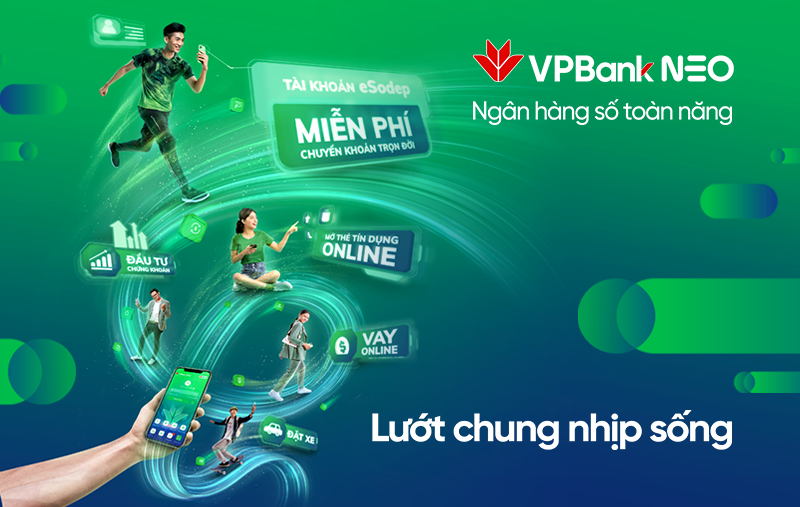 VPBank NEO
Ngân hàng số toàn năng
TÀI KHOẢN eSodep
MIỄN PHÍ
CHUYỂN KHOẢN TRỌN ĐỜI
MỞ THẺ TÍN DỤNG
ONLINE
ĐẦU TƯ
CHỨNG KHOÁN
VAY
ONLINE
ĐẶT XE
Lướt chung nhịp sống